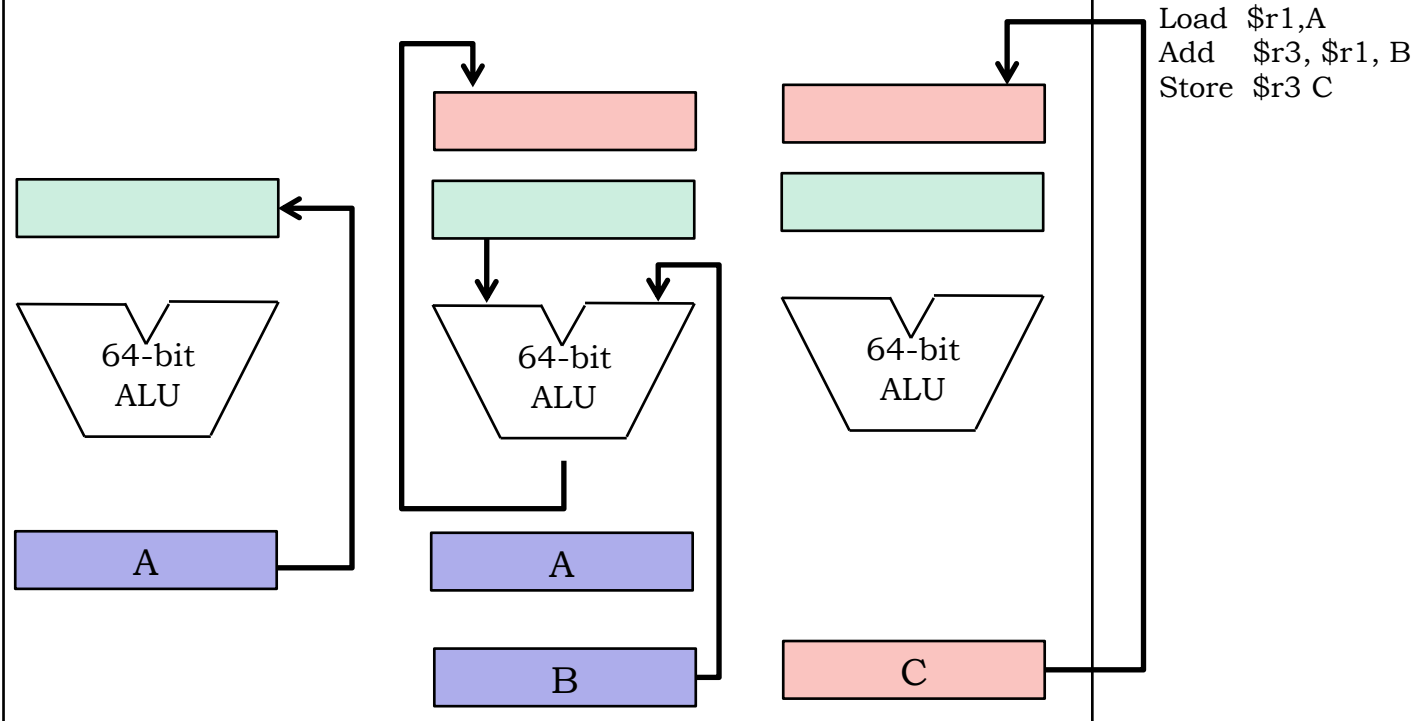 Load $r1,A
Add $r3, $r1, B
Store $r3 C
64-bit
ALU
A
64-bit
ALU
A
B
64-bit
ALU
C